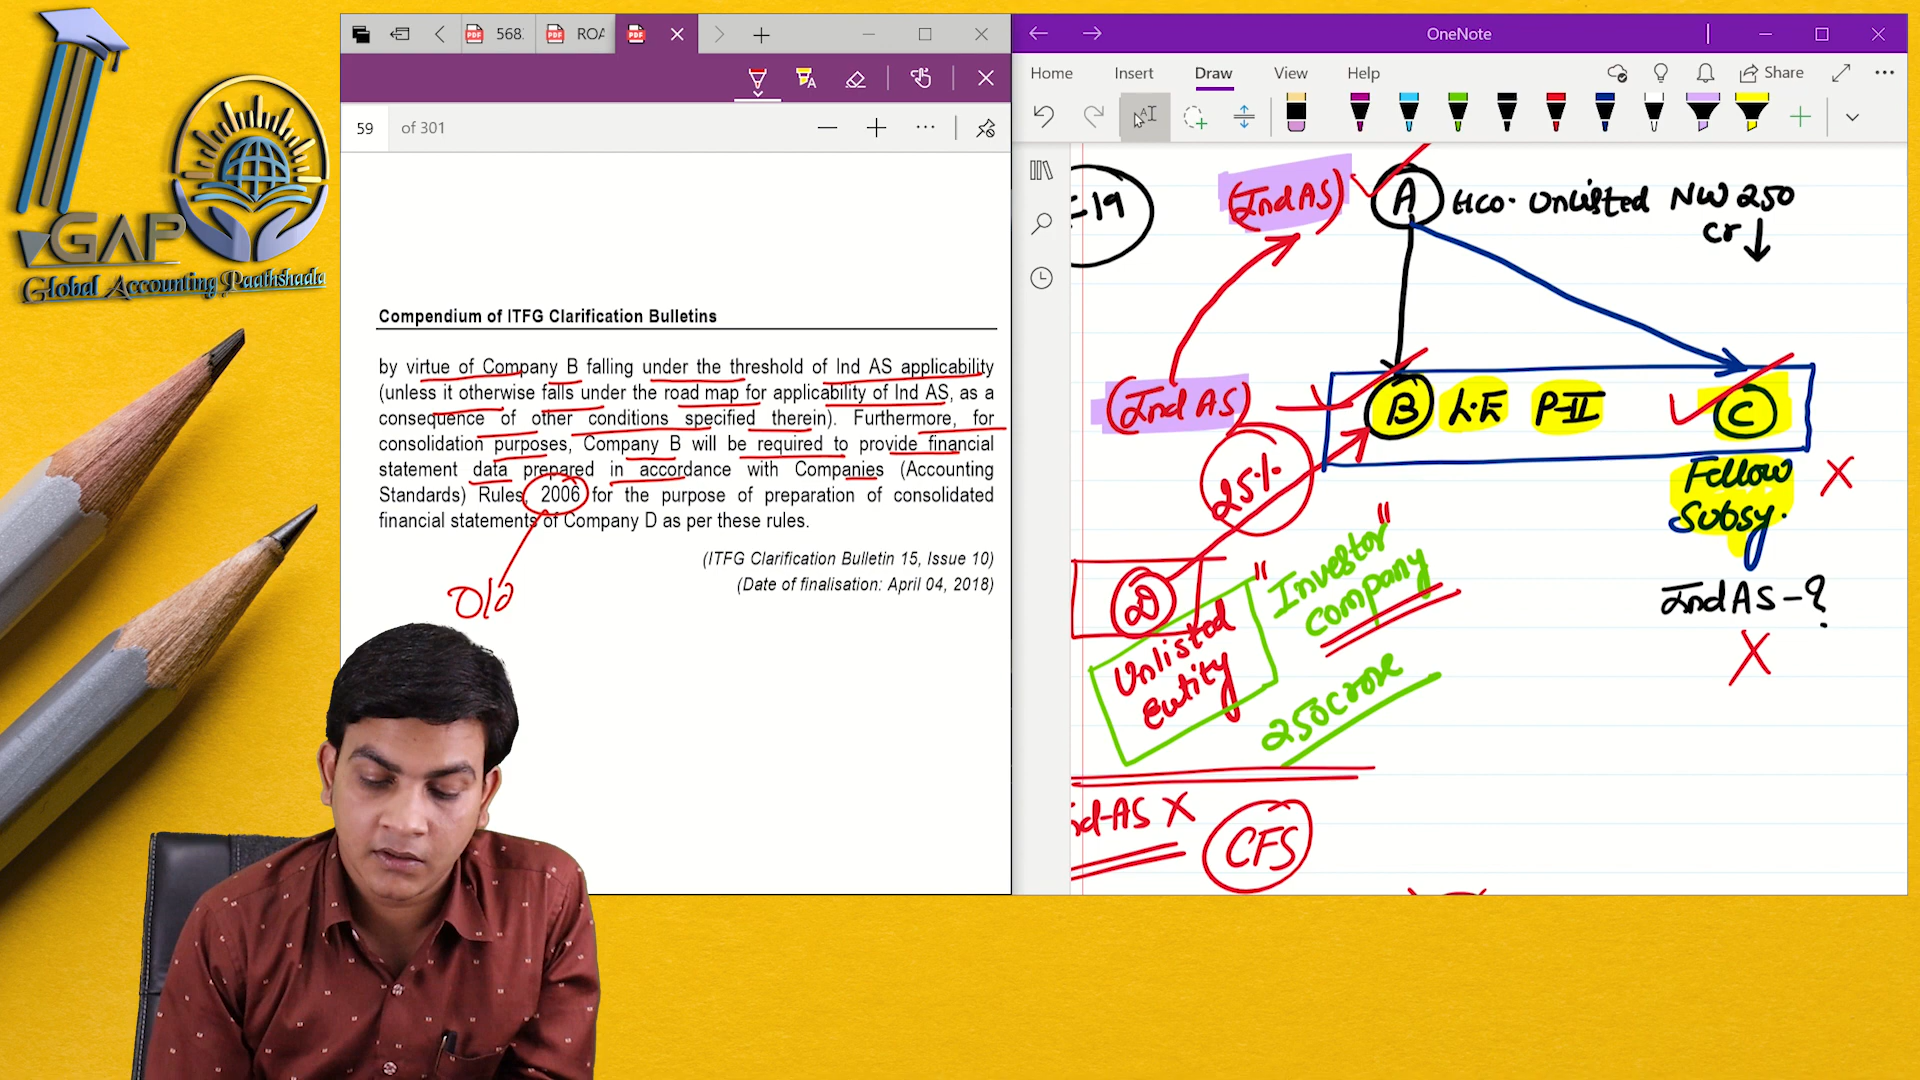 GAP
Global Accounting Paathshala
568
ROA
59 of 301
Compendium of ITFG Clarification Bulletins
by virtue of Company B falling under the threshold of Ind AS applicability
(unless it otherwise falls under the road map for applicability of Ind AS, as a
consequence of other conditions specified therein). Furthermore, for
consolidation purposes, Company B will be required to provide financial
statement data prepared in accordance with Companies (Accounting
Standards) Rules, 2006 for the purpose of preparation of consolidated
financial statements of Company D as per these rules.
(ITFG Clarification Bulletin 15, Issue 10)
(Date of finalisation: April 04, 2018)
Old
OneNote
Home Insert Draw View Help Share
19
(Ind AS) A HCo. Unlisted NW 250
cr
(Ind AS) B L.E P-II C
25%
Fellow X
Subsy.
D
"Investor
Company"
Unlisted
Entity
250 crore
Ind AS - ?
X
nd-AS X
CFS